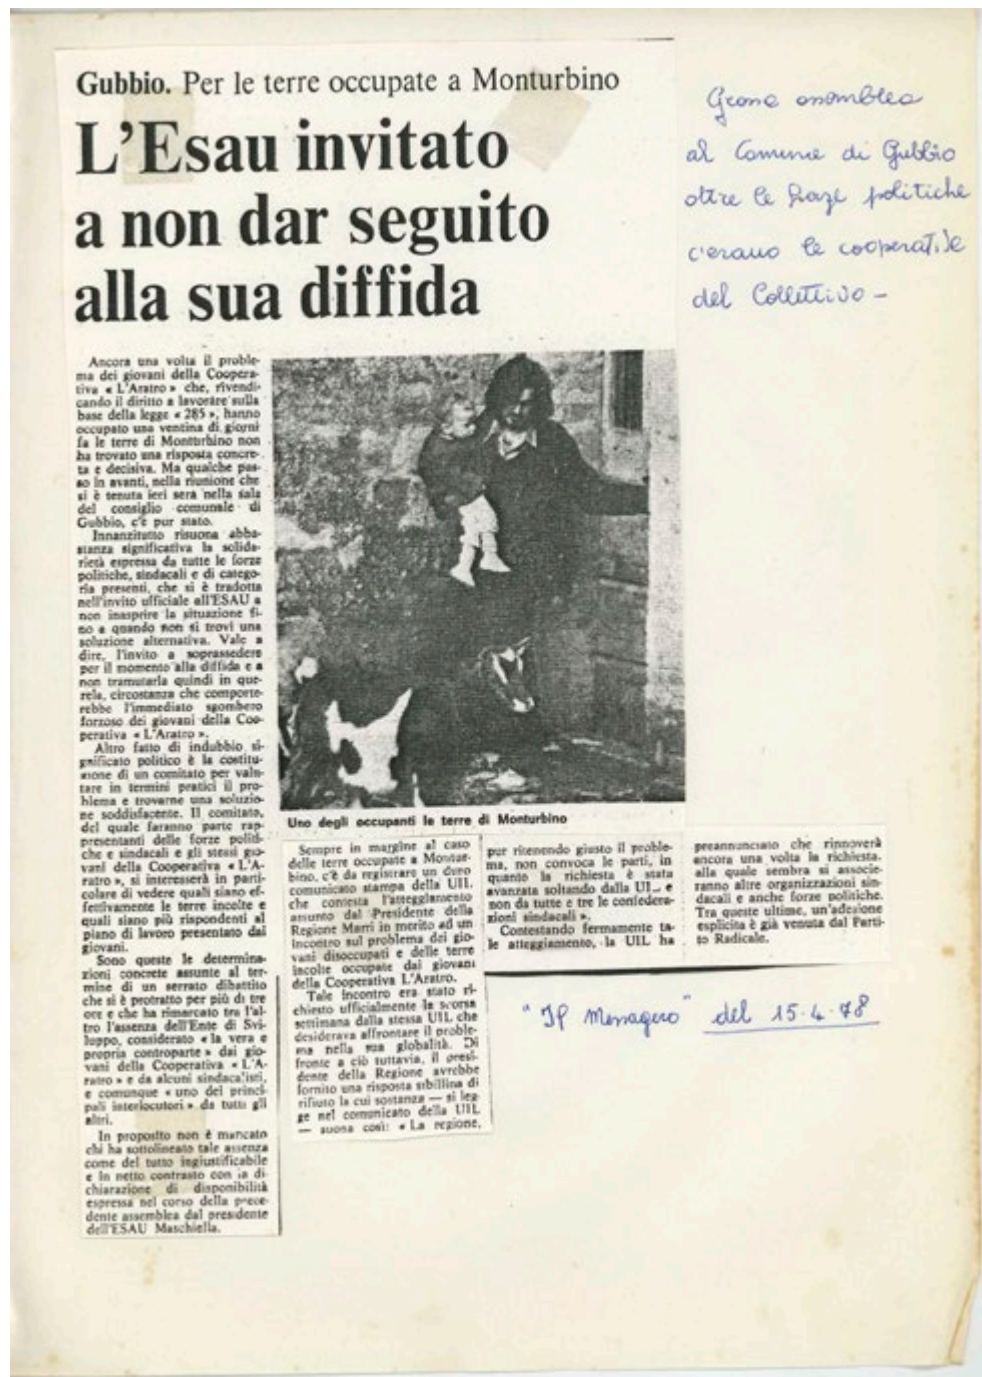 Gubbio. Per le terre occupate a Monturbino
L'Esau invitato
a non dar seguito
alla sua diffida
assemblea
al Comune di Gubbio
oltre le politiche
c'erano le cooperative
del Collettivo -
Ancora una volta il proble-
ma dei giovani della Coopera-
tiva « L'Aratro » che, rivendi-
cando il diritto a lavorare sulla
base della legge « 285 », hanno
occupato una ventina di giorni
fa le terre di Monturbino non
ha trovato una risposta concre-
ta e decisiva. Ma qualche pas-
so in avanti, nella riunione che
si è tenuta ieri sera nella sala
del consiglio comunale di
Gubbio, c'è pur stato.
Innanzitutto risuona abba-
stanza significativa la solida-
rietà espressa da tutte le forze
politiche, sindacali e di catego-
ria presenti, che si è tradotta
nell'invito ufficiale all'ESAU a
non inasprire la situazione fi-
no a quando non si trovi una
soluzione alternativa. Vale a
dire, l'invito a soprassedere
per il momento alla diffida e a
non tramutarla quindi in que-
rela, circostanza che comporte-
rebbe l'immediato sgombero
forzoso dei giovani della Coo-
perativa « L'Aratro ».
Altro fatto di indubbio si-
gnificato politico è la costitu-
zione di un comitato per valu-
tare in termini pratici il pro-
blema e trovarne una soluzio-
ne soddisfacente. Il comitato,
del quale faranno parte rap-
presentanti delle forze politi-
che e sindacali e gli stessi gio-
vani della Cooperativa « L'A-
ratro », si interesserà in parti-
colare di vedere quali siano ef-
fettivamente le terre incolte e
quali siano più rispondenti al
piano di lavoro presentato dai
giovani.
Sono queste le determina-
zioni concrete assunte al ter-
mine di un serrato dibattito
che si è protratto per più di tre
ore e che ha rimarcato tra l'al-
tro l'assenza dell'Ente di Svi-
luppo, considerato « la vera e
propria controparte » dai gio-
vani della Cooperativa « L'A-
ratro » e da alcuni sindacalisti,
e comunque « uno dei princi-
pali interlocutori » da tutti gli
altri.
In proposito non è mancato
chi ha sottolineato tale assenza
come del tutto ingiustificabile
e in netto contrasto con la di-
chiarazione di disponibilità
espressa nel corso della prece-
dente assemblea dal presidente
dell'ESAU Maschiella.
Uno degli occupanti le terre di Monturbino
Sempre in margine al caso
delle terre occupate a Montur-
bino, c'è da registrare un duro
comunicato stampa della UIL
che contesta l'atteggiamento
assunto dal Presidente della
Regione Marri in merito ad un
incontro sul problema dei gio-
vani disoccupati e delle terre
incolte occupate dai giovani
della Cooperativa L'Aratro.
Tale incontro era stato ri-
chiesto ufficialmente la scorsa
settimana dalla stessa UIL che
desiderava affrontare il proble-
ma nella sua globalità. Di
fronte a ciò tuttavia, il presi-
dente della Regione avrebbe
fornito una risposta sibillina di
rifiuto la cui sostanza — si leg-
ge nel comunicato della UIL
— suona così: « La regione,
pur ritenendo giusto il proble-
ma, non convoca le parti, in
quanto la richiesta è stata
avanzata soltando dalla UIL e
non da tutte e tre le confedera-
zioni sindacali ».
Contestando fermamente ta-
le atteggiamento, la UIL ha
preannunciato che rinnoverà
ancora una volta la richiesta,
alla quale sembra si associe-
ranno altre organizzazioni sin-
dacali e anche forze politiche.
Tra queste ultime, un'adesione
esplicita è già venuta dal Parti-
to Radicale.
"Il Messagero" del 15-4-78